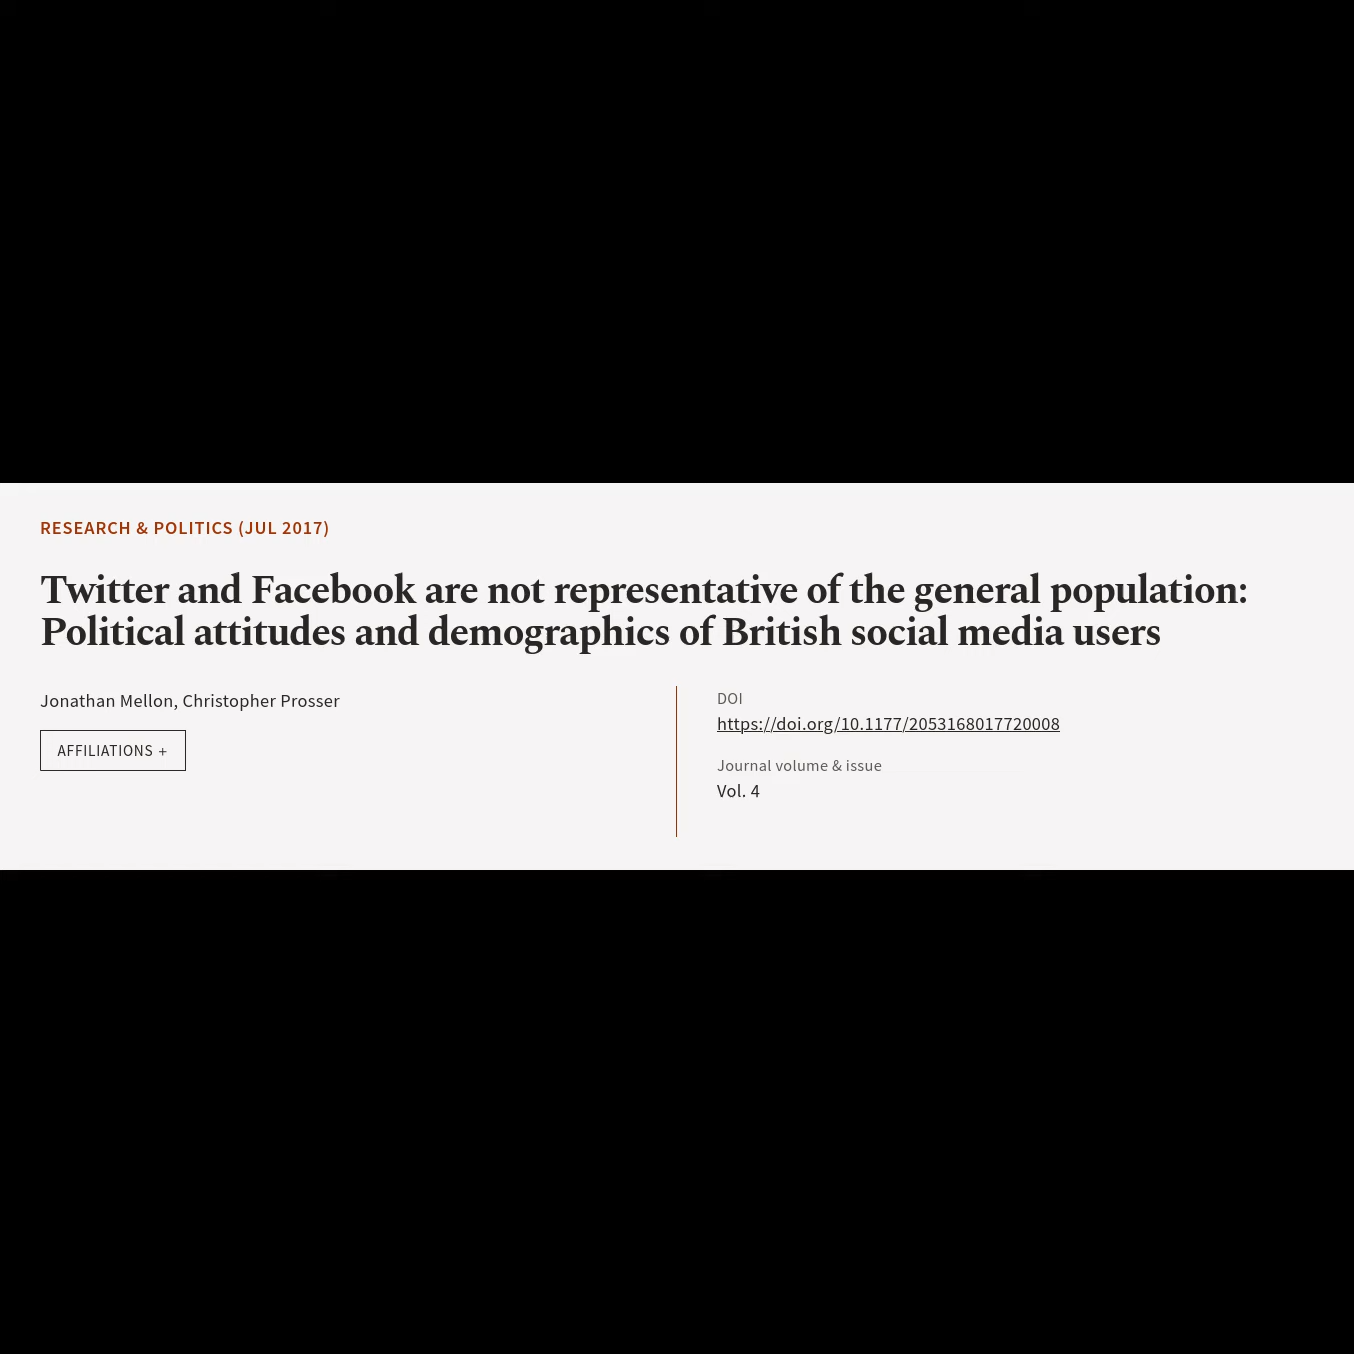 RESEARCH & POLITICS (JUL 2017)
Twitter and Facebook are not representative of the general population:
Political attitudes and demographics of British social media users
Jonathan Mellon, Christopher Prosser
AFFILIATIONS +
DOI
https://doi.org/10.1177/2053168017720008
Journal volume & issue
Vol. 4